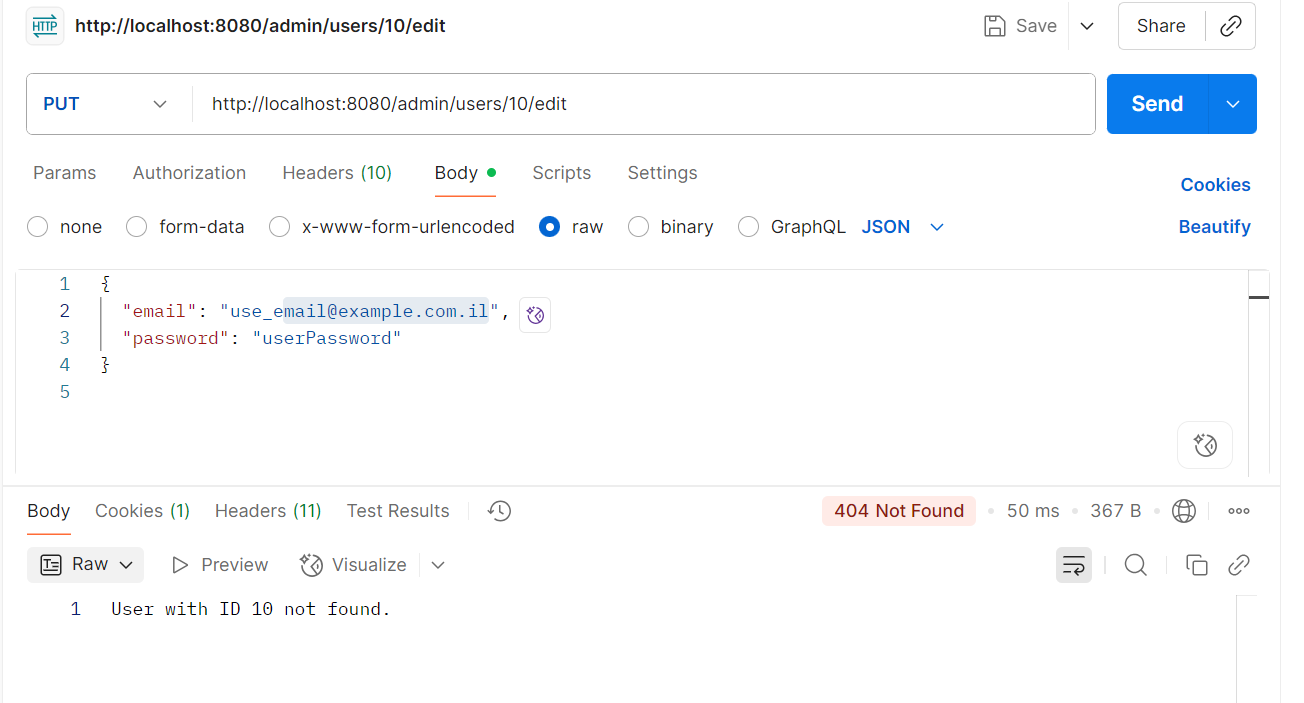 HTTP http://localhost:8080/admin/users/10/edit Save Share
PUT http://localhost:8080/admin/users/10/edit Send
Params Authorization Headers (10) Body Scripts Settings Cookies
none form-data x-www-form-urlencoded raw binary GraphQL JSON Beautify
1 {
2 "email": "use_email@example.com.il",
3 "password": "userPassword"
4 }
5
Body Cookies (1) Headers (11) Test Results 404 Not Found • 50 ms • 367 B •
Raw Preview Visualize
1 User with ID 10 not found.